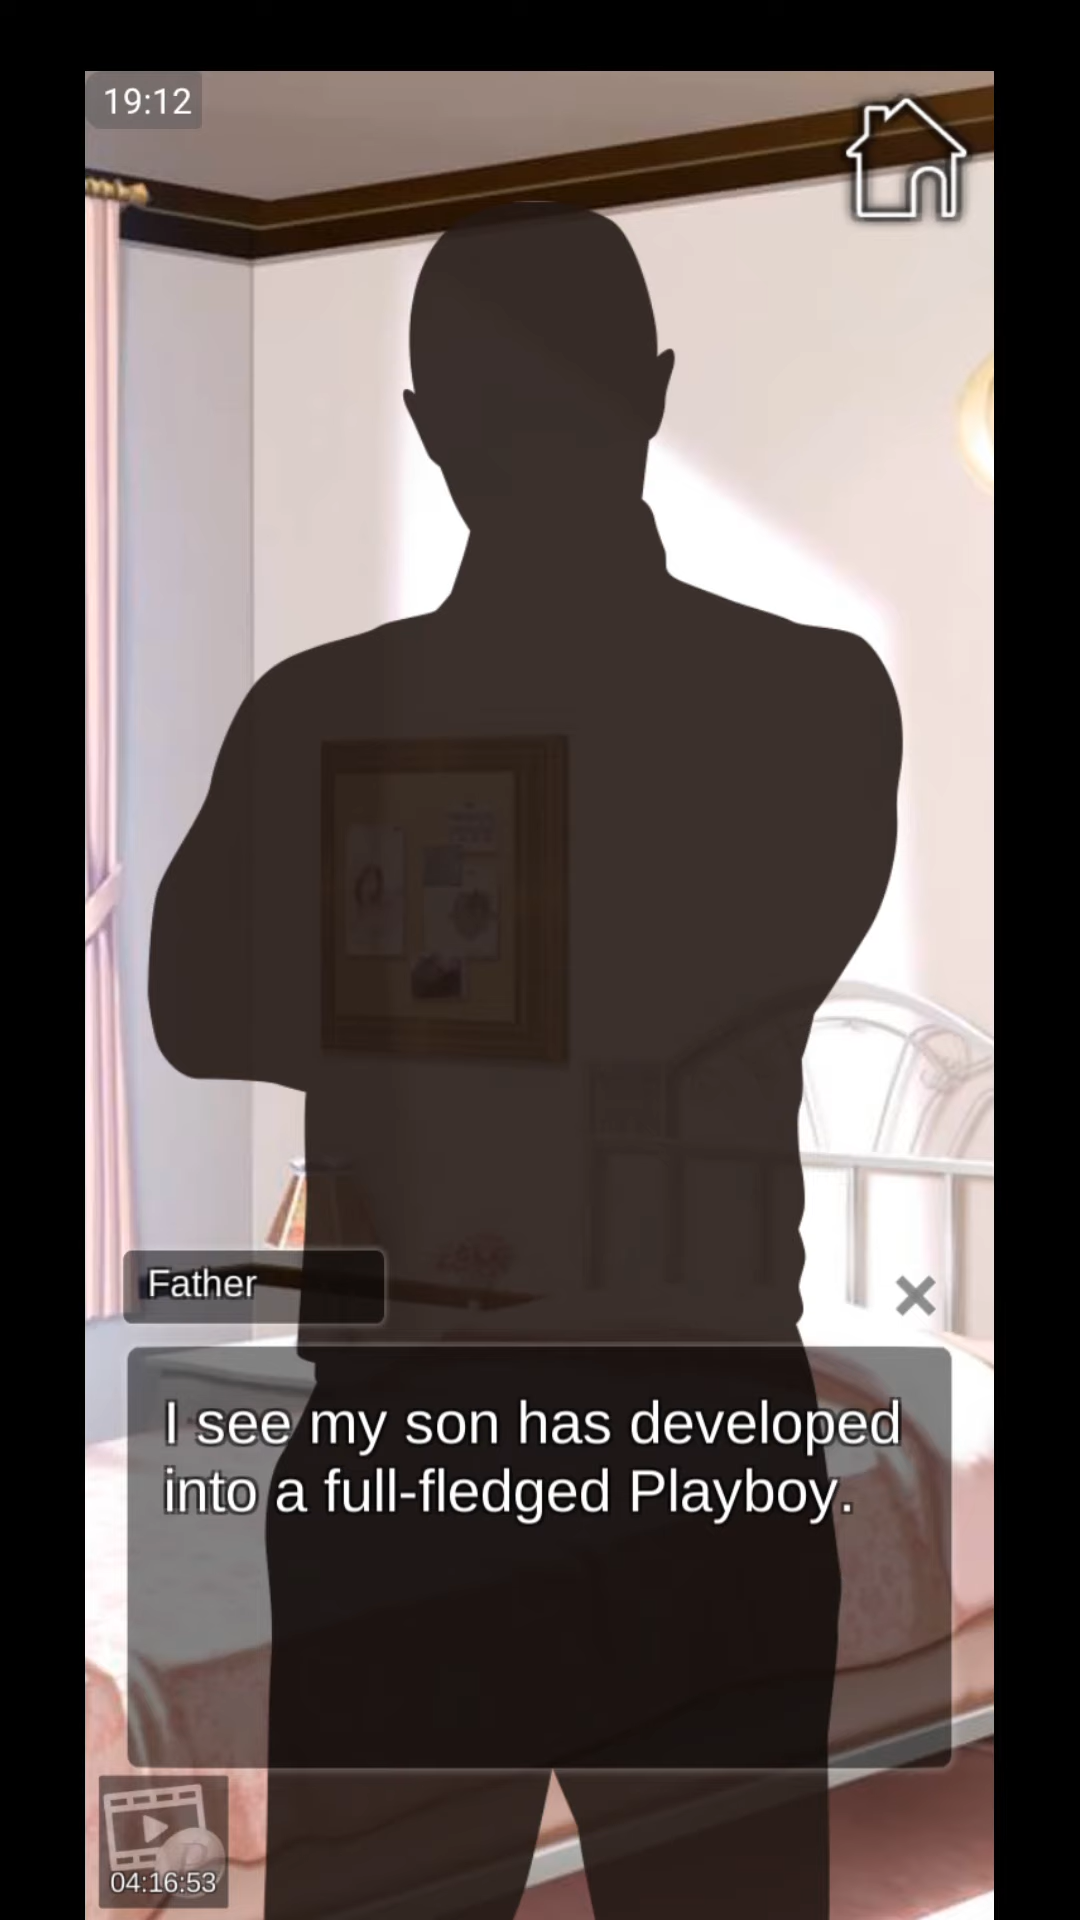 19:12
Father
I see my son has developed
into a full-fledged Playboy.
04:16:53